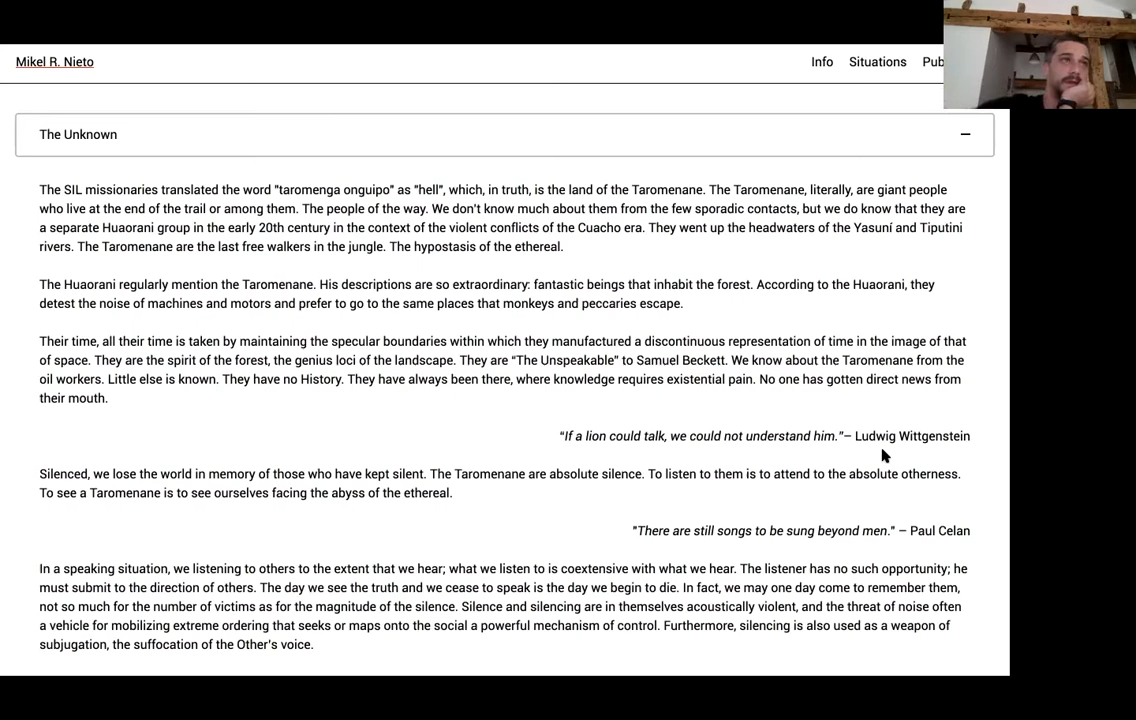 Mikel R. Nieto
Info Situations Pub
The Unknown
The SIL missionaries translated the word "taromenga onguipo" as "hell", which, in truth, is the land of the Taromenane. The Taromenane, literally, are giant people
who live at the end of the trail or among them. The people of the way. We don't know much about them from the few sporadic contacts, but we do know that they are
a separate Huaorani group in the early 20th century in the context of the violent conflicts of the Cuacho era. They went up the headwaters of the Yasuní and Tiputini
rivers. The Taromenane are the last free walkers in the jungle. The hypostasis of the ethereal.
The Huaorani regularly mention the Taromenane. His descriptions are so extraordinary: fantastic beings that inhabit the forest. According to the Huaorani, they
detest the noise of machines and motors and prefer to go to the same places that monkeys and peccaries escape.
Their time, all their time is taken by maintaining the specular boundaries within which they manufactured a discontinuous representation of time in the image of that
of space. They are the spirit of the forest, the genius loci of the landscape. They are “The Unspeakable” to Samuel Beckett. We know about the Taromenane from the
oil workers. Little else is known. They have no History. They have always been there, where knowledge requires existential pain. No one has gotten direct news from
their mouth.
“If a lion could talk, we could not understand him.”– Ludwig Wittgenstein
Silenced, we lose the world in memory of those who have kept silent. The Taromenane are absolute silence. To listen to them is to attend to the absolute otherness.
To see a Taromenane is to see ourselves facing the abyss of the ethereal.
"There are still songs to be sung beyond men." – Paul Celan
In a speaking situation, we listening to others to the extent that we hear; what we listen to is coextensive with what we hear. The listener has no such opportunity; he
must submit to the direction of others. The day we see the truth and we cease to speak is the day we begin to die. In fact, we may one day come to remember them,
not so much for the number of victims as for the magnitude of the silence. Silence and silencing are in themselves acoustically violent, and the threat of noise often
a vehicle for mobilizing extreme ordering that seeks or maps onto the social a powerful mechanism of control. Furthermore, silencing is also used as a weapon of
subjugation, the suffocation of the Other's voice.